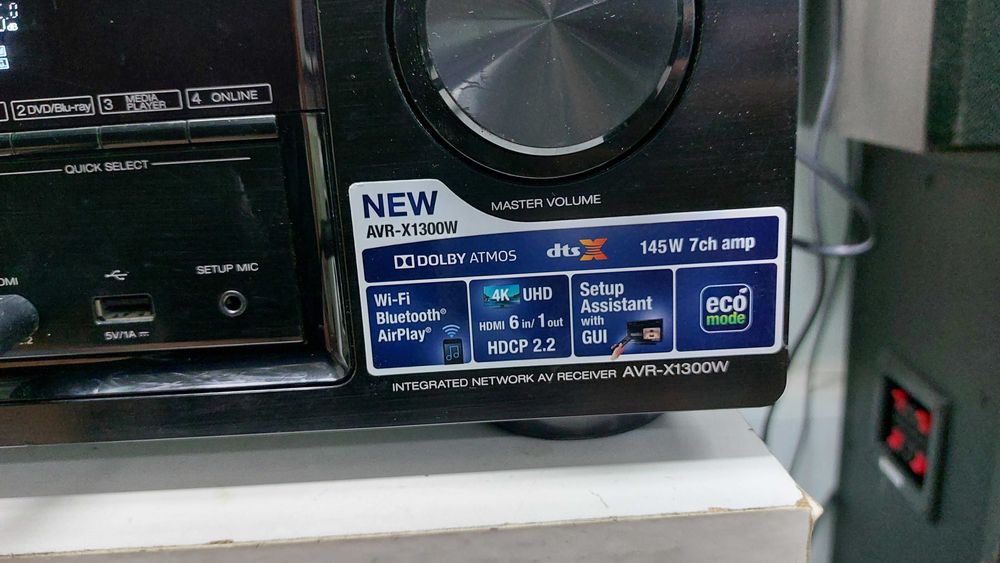 2 DVD/Blu-ray
3 MEDIA PLAYER
4 ONLINE
QUICK SELECT
SETUP MIC
5V/1A
MASTER VOLUME
NEW
AVR-X1300W
DOLBY ATMOS
dts X
145W 7ch amp
Wi-Fi
Bluetooth®
AirPlay®
4K UHD
HDMI 6 in/1 out
HDCP 2.2
Setup
Assistant
with
GUI
eco
mode
INTEGRATED NETWORK AV RECEIVER AVR-X1300W